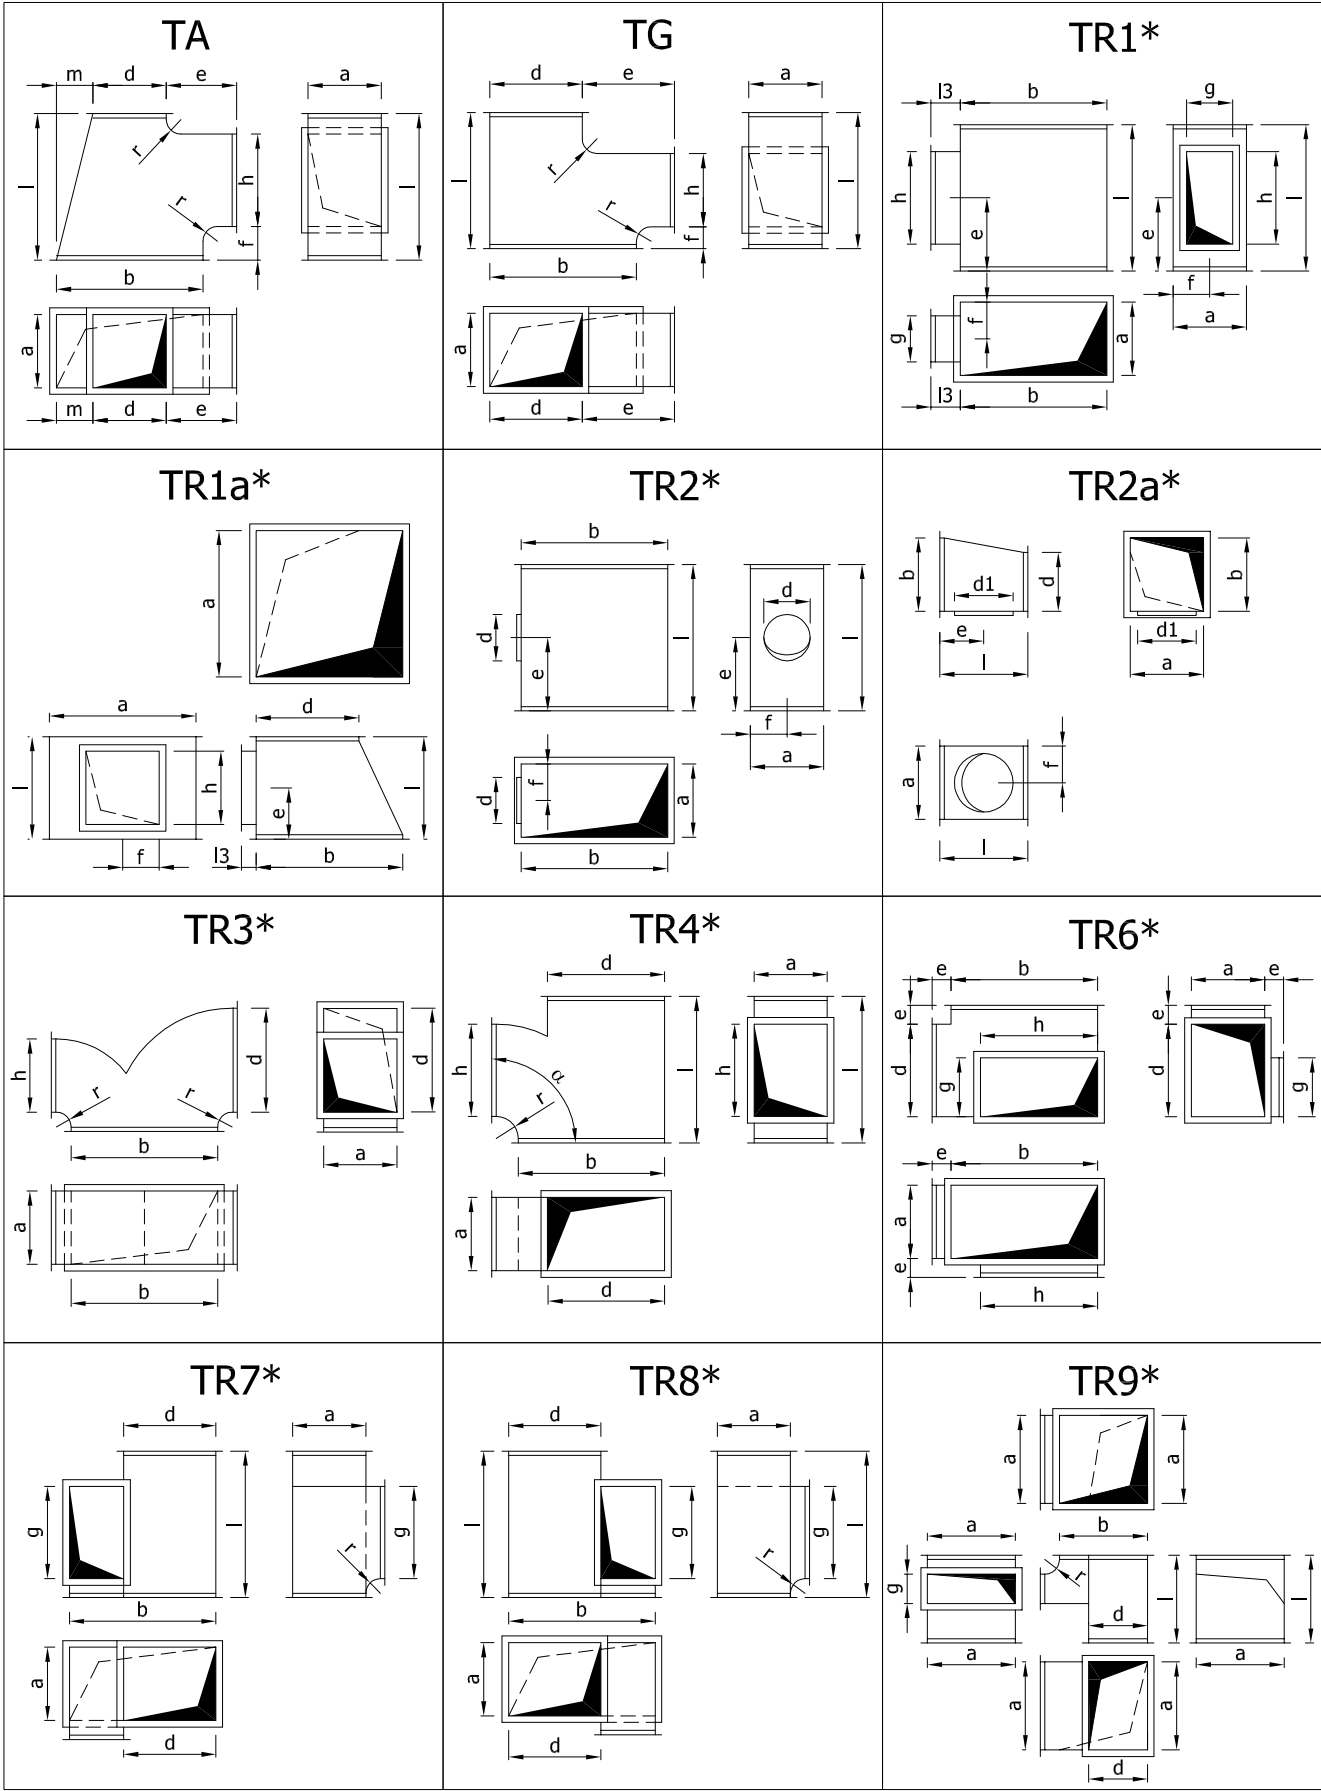 TA
m d e a
l r h l
r f
b
a
m d e
TG
d e a
l r h l
r f
b
a
d e
TR1*
l3 b g
h l h l
e e
f
a
f
g a
l3 b
TR1a*
a
a d
l h l
e
f l3 b
TR2*
b
d
d l l
e e
f
a
f
d a
b
TR2a*
b d1 d b
e d1
l a
a f
l
TR3*
h r r d d
b a
a
b
TR4*
d a
h α l h l
r
b
a
d
TR6*
e b a e
e e
h
d g d g
e b
a
e
h
TR7*
d a
g l g
r
b
a
d
TR8*
d a
l g g l
r
b
a
d
TR9*
a a
a b
g r l l
d
a a
a a
d